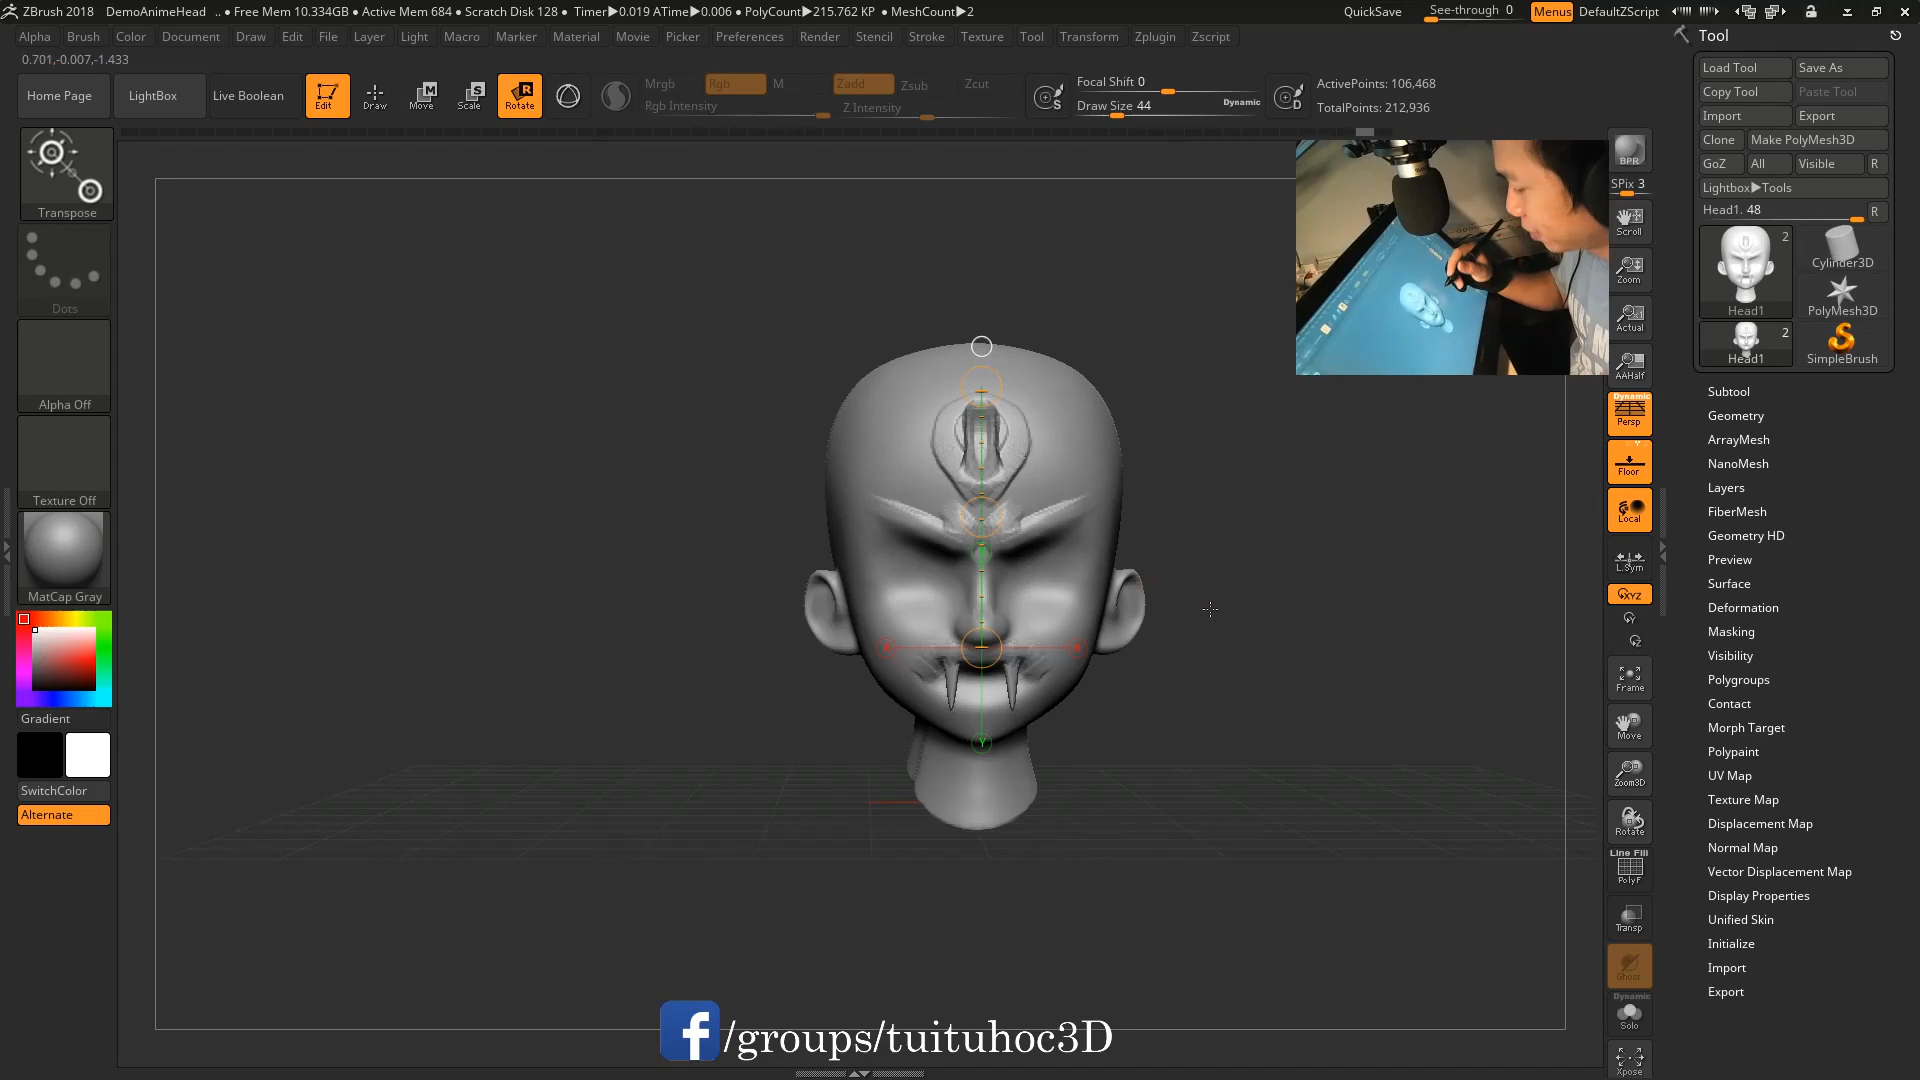 ZBrush 2018 DemoAnimeHead .. • Free Mem 10.334GB • Active Mem 684 • Scratch Disk 128 • Timer▶0.019 ATime▶0.006 • PolyCount▶215.762 KP • MeshCount▶2 QuickSave See-through 0 Menus DefaultZScript
Alpha Brush Color Document Draw Edit File Layer Light Macro Marker Material Movie Picker Preferences Render Stencil Stroke Texture Tool Transform Zplugin Zscript
0.701,-0.007,-1.433
Home Page LightBox Live Boolean Edit Draw Move Scale Rotate
Mrgb Rgb M Zadd Zsub Zcut
Rgb Intensity Z Intensity
Focal Shift 0
Draw Size 44 Dynamic
ActivePoints: 106,468
TotalPoints: 212,936
Transpose
Dots
Alpha Off
Texture Off
MatCap Gray
Gradient
SwitchColor
Alternate
X X
Y
BPR
SPix 3
Scroll
Zoom
Actual
AAHalf
Dynamic
Persp
Floor
Local
L.Sym
XYZ
Y
Z
Frame
Move
Zoom3D
Rotate
Line Fill
PolyF
Transp
Ghost
Dynamic
Solo
Xpose
Tool
Load Tool Save As
Copy Tool Paste Tool
Import Export
Clone Make PolyMesh3D
GoZ All Visible R
Lightbox▶Tools
Head1. 48 R
2
Head1
Cylinder3D
PolyMesh3D
2
Head1
SimpleBrush
Subtool
Geometry
ArrayMesh
NanoMesh
Layers
FiberMesh
Geometry HD
Preview
Surface
Deformation
Masking
Visibility
Polygroups
Contact
Morph Target
Polypaint
UV Map
Texture Map
Displacement Map
Normal Map
Vector Displacement Map
Display Properties
Unified Skin
Initialize
Import
Export
f /groups/tuituhoc3D